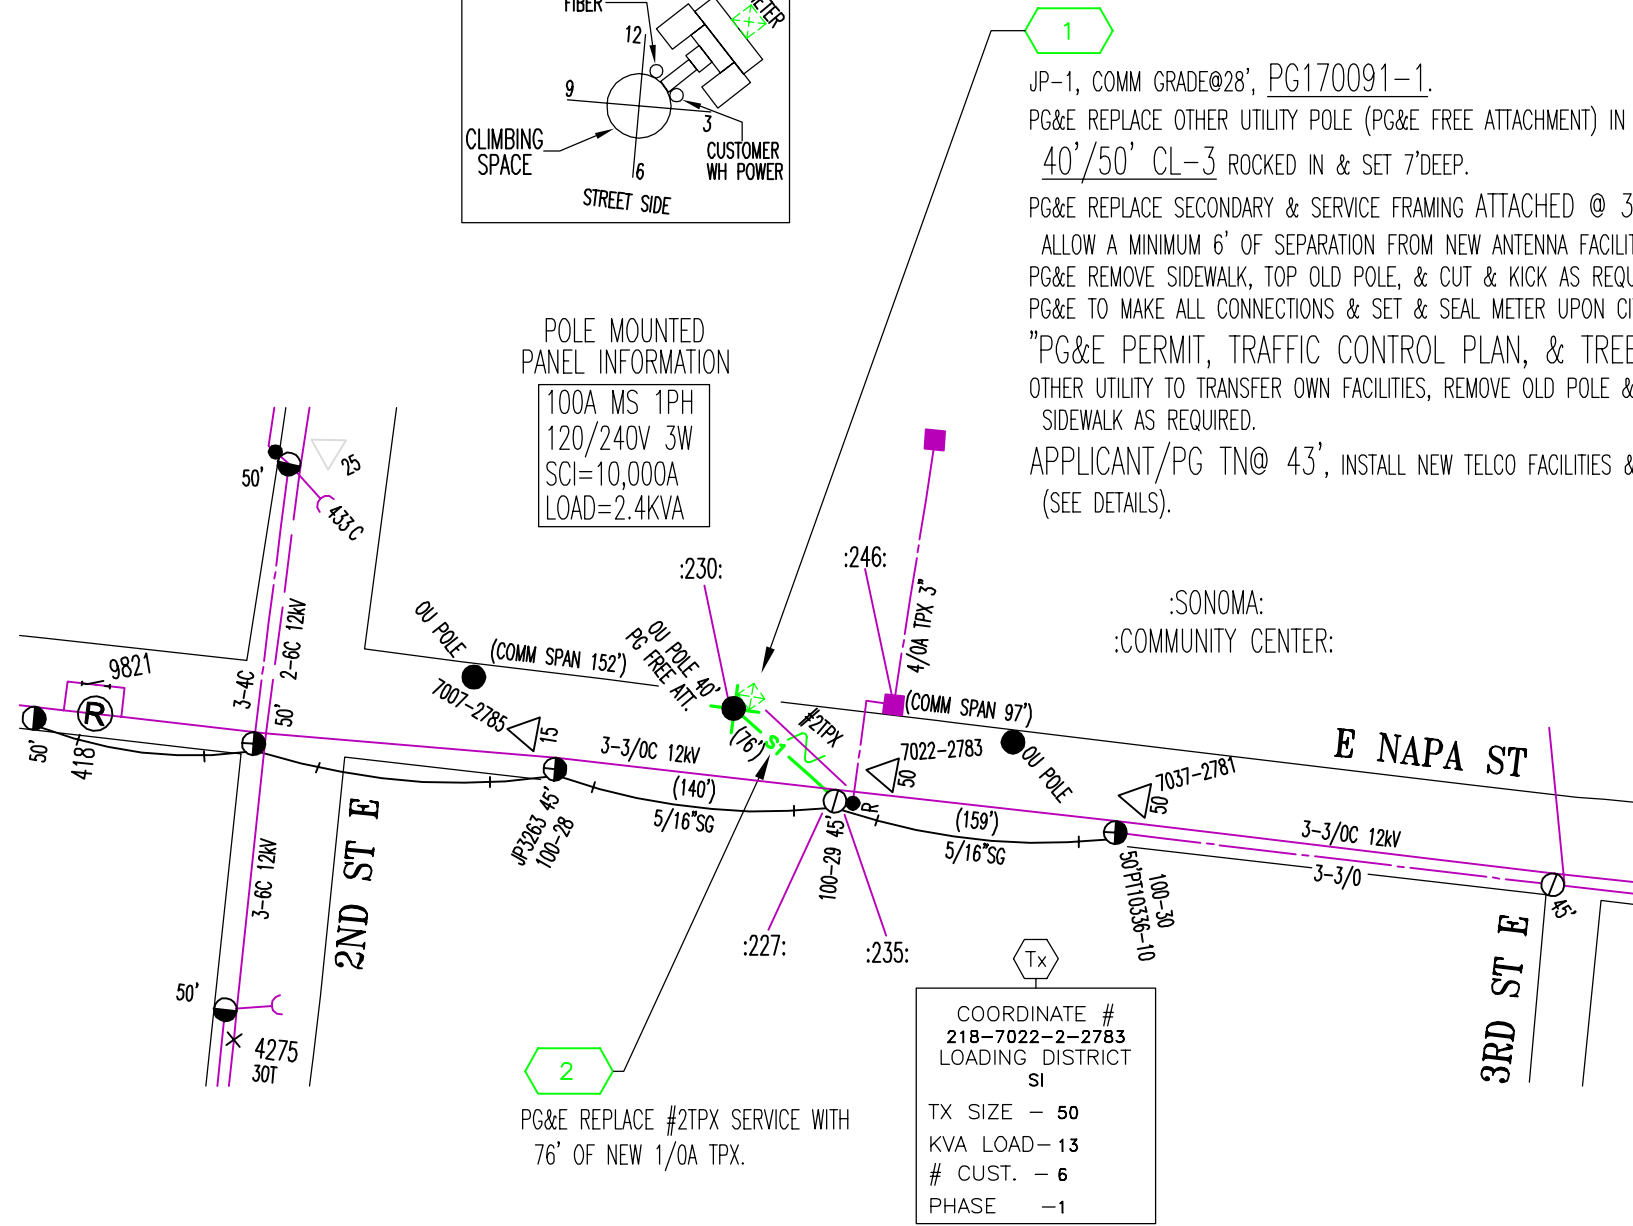 FIBER
METER
12
9
3
6
CLIMBING
SPACE
CUSTOMER
WH POWER
STREET SIDE
1
JP-1, COMM GRADE@28', PG170091-1.
PG&E REPLACE OTHER UTILITY POLE (PG&E FREE ATTACHMENT) IN
40'/50' CL-3 ROCKED IN & SET 7'DEEP.
PG&E REPLACE SECONDARY & SERVICE FRAMING ATTACHED @ 3
ALLOW A MINIMUM 6' OF SEPARATION FROM NEW ANTENNA FACILIT
PG&E REMOVE SIDEWALK, TOP OLD POLE, & CUT & KICK AS REQU
PG&E TO MAKE ALL CONNECTIONS & SET & SEAL METER UPON CI
"PG&E PERMIT, TRAFFIC CONTROL PLAN, & TREE
OTHER UTILITY TO TRANSFER OWN FACILITIES, REMOVE OLD POLE &
SIDEWALK AS REQUIRED.
APPLICANT/PG TN@ 43', INSTALL NEW TELCO FACILITIES &
(SEE DETAILS).
POLE MOUNTED
PANEL INFORMATION
100A MS 1PH
120/240V 3W
SCI=10,000A
LOAD=2.4KVA
50'
25
433C
:230:
:246:
4/0A TPX 3"
:SONOMA:
:COMMUNITY CENTER:
9821
R
50'
418
3-4C
2-6C 12kV
50'
OU POLE
(COMM SPAN 152')
7007-2785
15
OU POLE 40'
PG FREE ATT.
(76')
S1
#2TPX
(COMM SPAN 97')
7022-2783
50
OU POLE
7037-2781
50
E NAPA ST
3-3/0C 12kV
(140')
5/16"SG
R
(159')
5/16"SG
3-3/0C 12kV
3-3/0
45'
JP3263 45'
100-28
100-29 45'
100-30
50'PT10336-10
3-6C 12kV
2ND ST E
3RD ST E
:227:
:235:
50'
4275
30T
2
PG&E REPLACE #2TPX SERVICE WITH
76' OF NEW 1/0A TPX.
Tx
COORDINATE #
218-7022-2-2783
LOADING DISTRICT
SI
TX SIZE - 50
KVA LOAD- 13
# CUST. - 6
PHASE -1